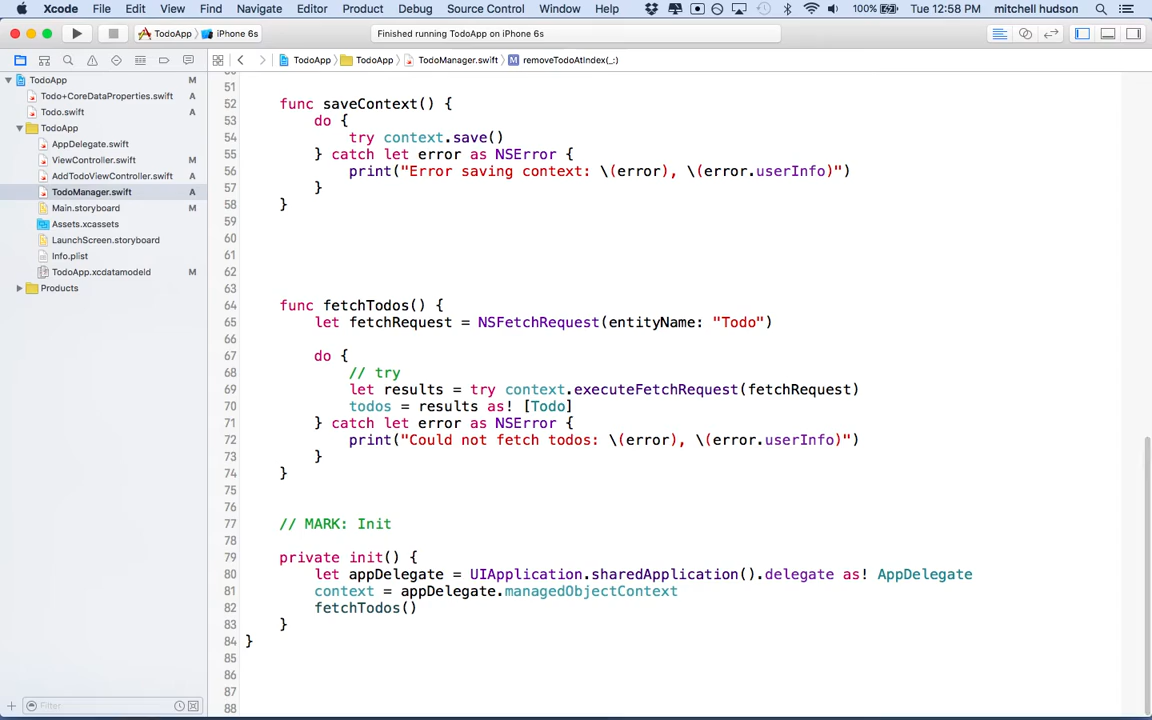 Xcode File Edit View Find Navigate Editor Product Debug Source Control Window Help 100% Tue 12:58 PM mitchell hudson
TodoApp iPhone 6s Finished running TodoApp on iPhone 6s
TodoApp TodoApp TodoManager.swift M removeTodoAtIndex(_:)
TodoApp M
Todo+CoreDataProperties.swift A
Todo.swift A
TodoApp
AppDelegate.swift
ViewController.swift M
AddTodoViewController.swift A
TodoManager.swift A
Main.storyboard M
Assets.xcassets
LaunchScreen.storyboard
Info.plist
TodoApp.xcdatamodeld M
Products
Filter
51
52 func saveContext() {
53 do {
54 try context.save()
55 } catch let error as NSError {
56 print("Error saving context: \(error), \(error.userInfo)")
57 }
58 }
59
60
61
62
63
64 func fetchTodos() {
65 let fetchRequest = NSFetchRequest(entityName: "Todo")
66
67 do {
68 // try
69 let results = try context.executeFetchRequest(fetchRequest)
70 todos = results as! [Todo]
71 } catch let error as NSError {
72 print("Could not fetch todos: \(error), \(error.userInfo)")
73 }
74 }
75
76
77 // MARK: Init
78
79 private init() {
80 let appDelegate = UIApplication.sharedApplication().delegate as! AppDelegate
81 context = appDelegate.managedObjectContext
82 fetchTodos()
83 }
84 }
85
86
87
88